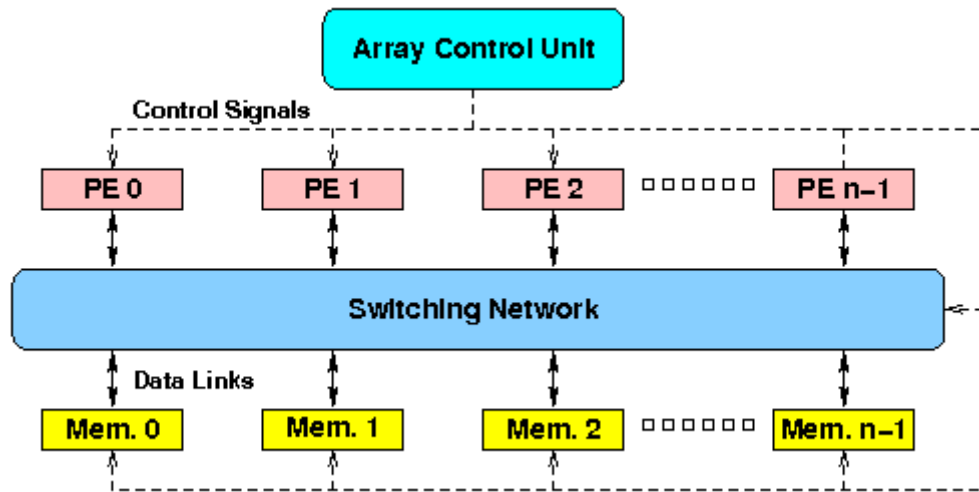 Array Control Unit
Control Signals
PE 0 PE 1 PE 2 PE n-1
Switching Network
Data Links
Mem. 0 Mem. 1 Mem. 2 Mem. n-1